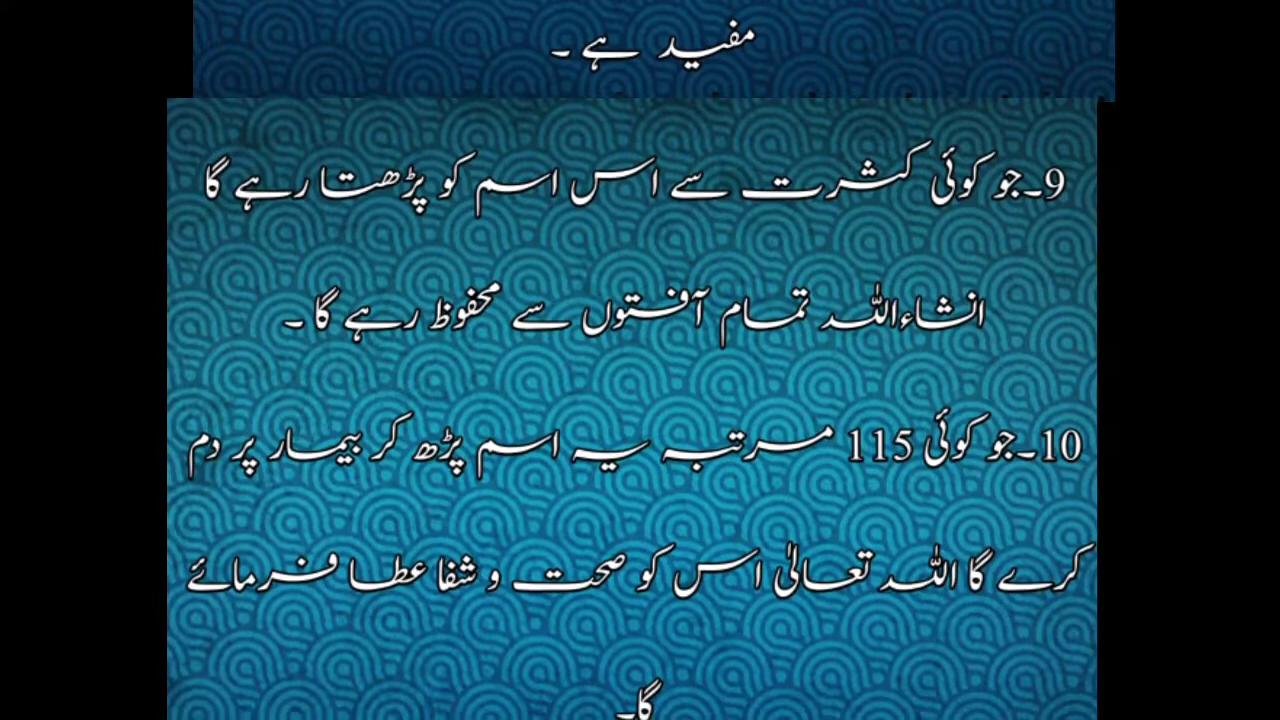 مفید ہے ۔
9۔جو کوئی کثرت سے اس اسم کو پڑھتا رہے گا
انشاءاللہ تمام آفتوں سے محفوظ رہے گا ۔
10۔جو کوئی 115 مرتبہ یہ اسم پڑھ کر بیمار پر دم
کرے گا اللہ تعالیٰ اس کو صحت و شفا عطا فرمائے
گا۔